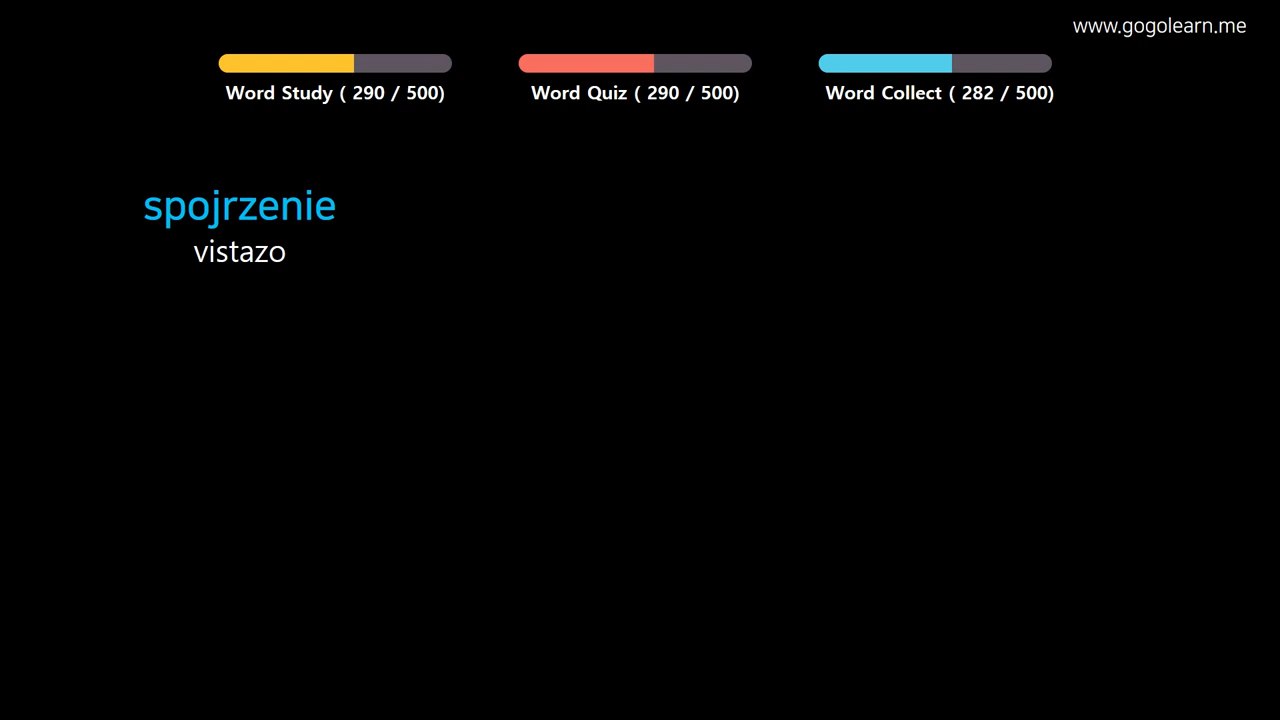 www.gogolearn.me
Word Study ( 290 / 500)
Word Quiz ( 290 / 500)
Word Collect ( 282 / 500)
spojrzenie
vistazo